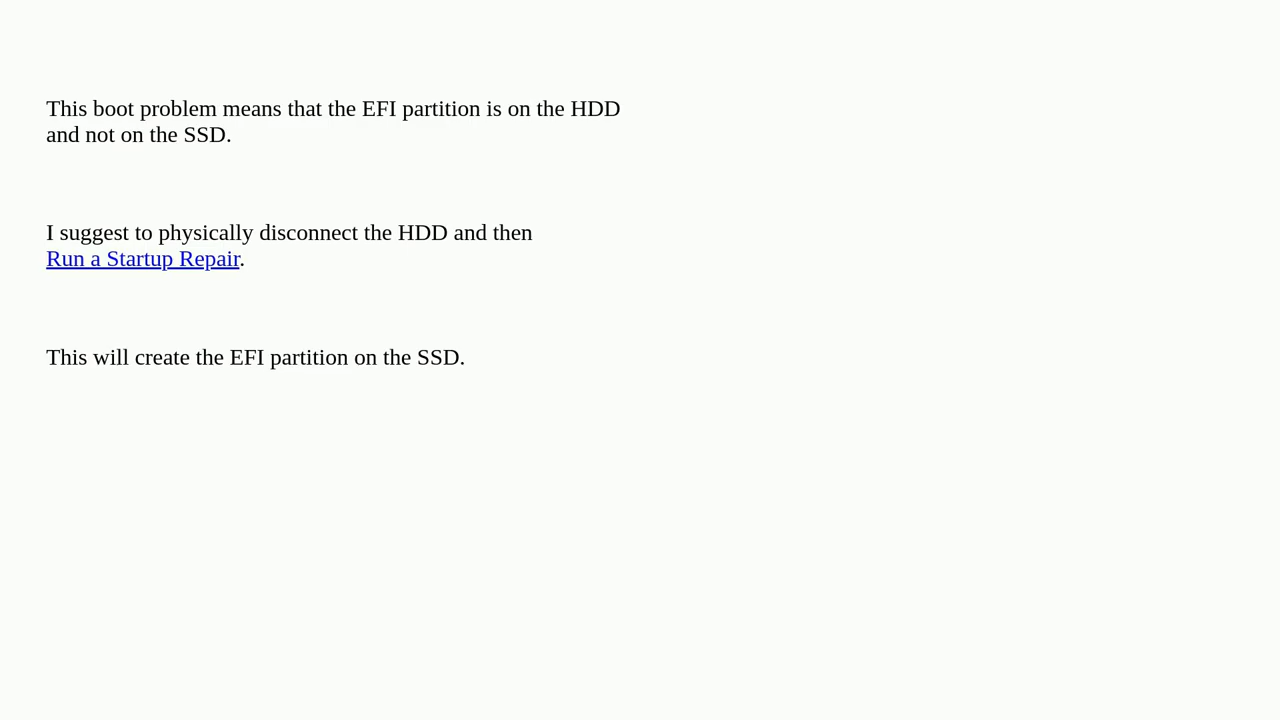 This boot problem means that the EFI partition is on the HDD
and not on the SSD.
I suggest to physically disconnect the HDD and then
Run a Startup Repair.
This will create the EFI partition on the SSD.